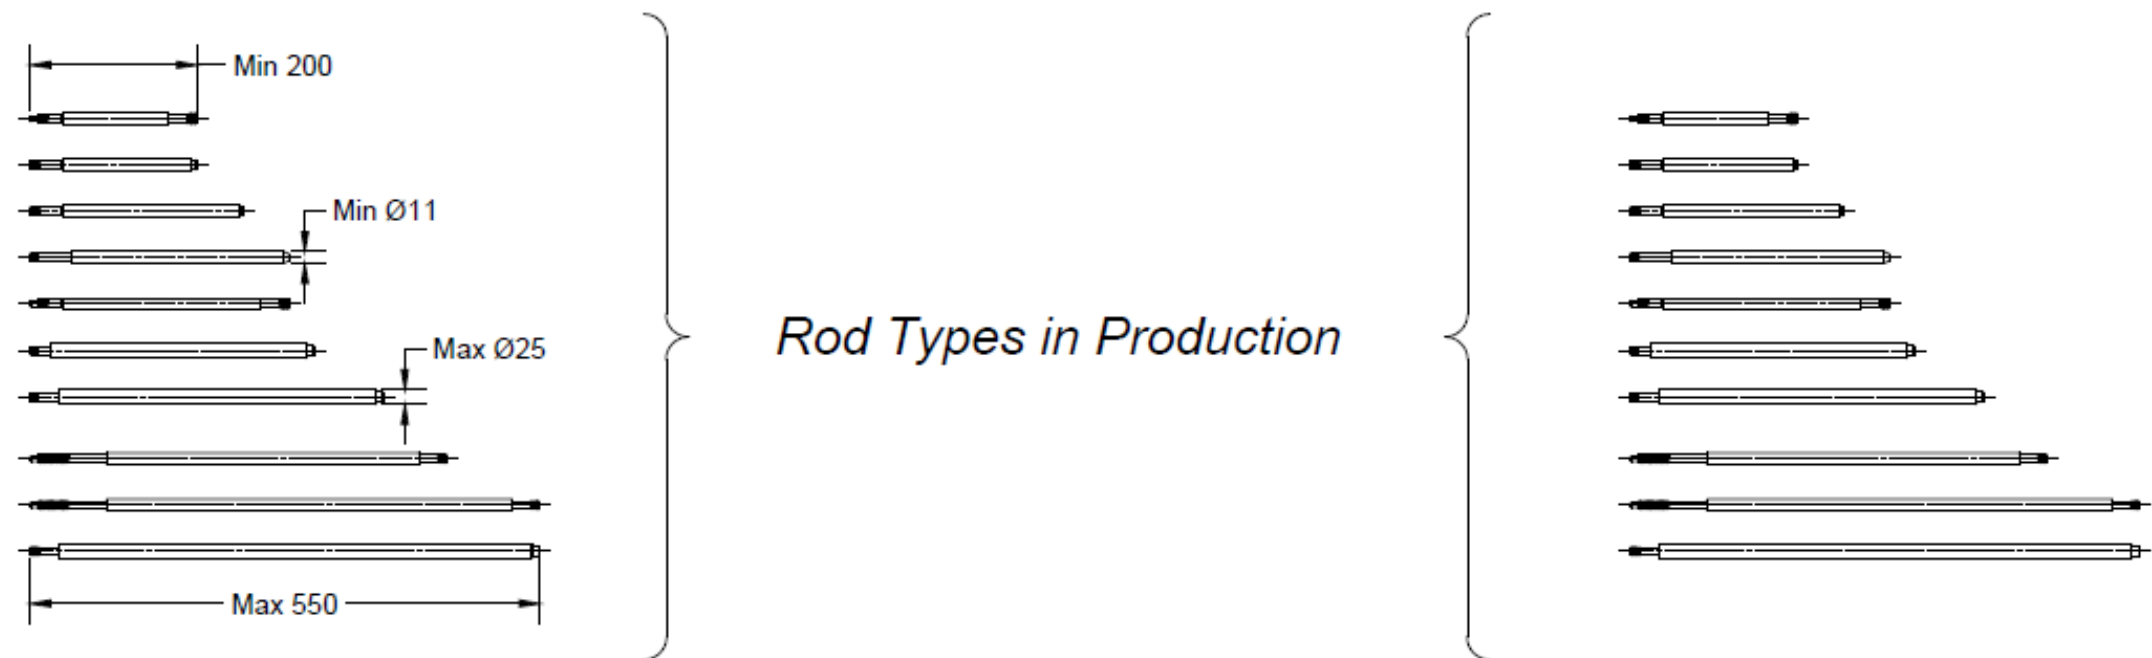 Min 200
Min Ø11
Rod Types in Production
Max Ø25
Max 550